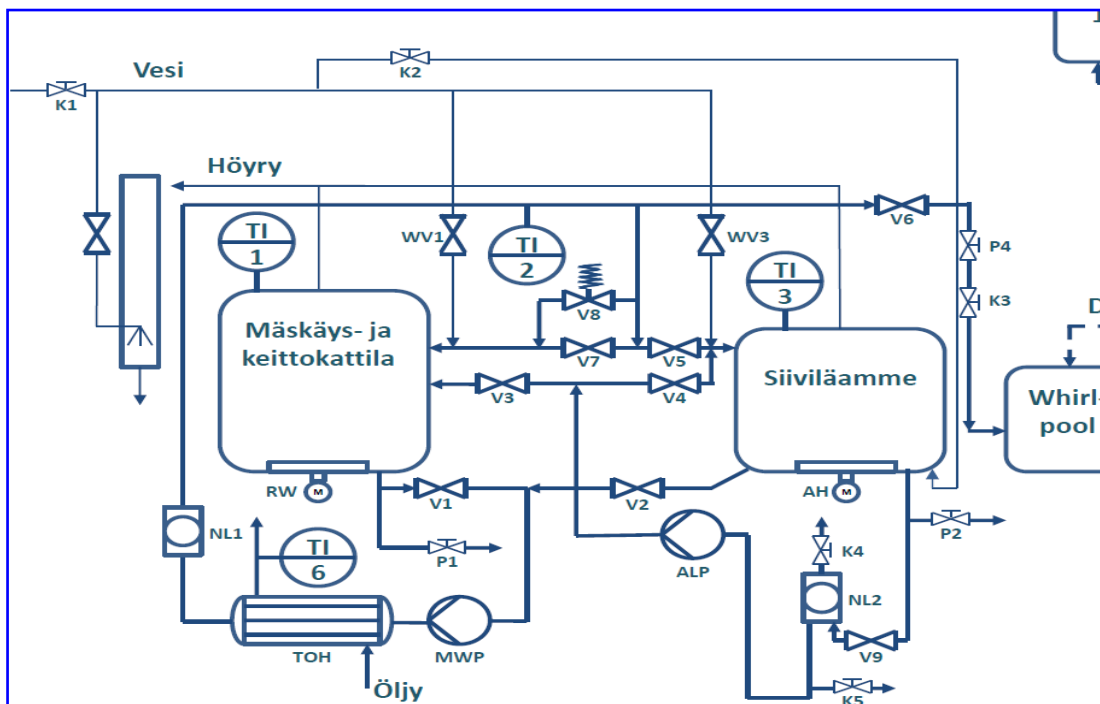 K2
Vesi
K1
Höyry
V6
TI
1
WV1
TI
2
WV3
P4
TI
3
K3
V8
Mäskäys- ja
keittokattila
V7
V5
Siiviläamme
V3
V4
Whirl-
pool
D
RW
M
V1
V2
AH
M
NL1
TI
6
P1
ALP
K4
P2
NL2
TOH
MWP
V9
Öljy
K5